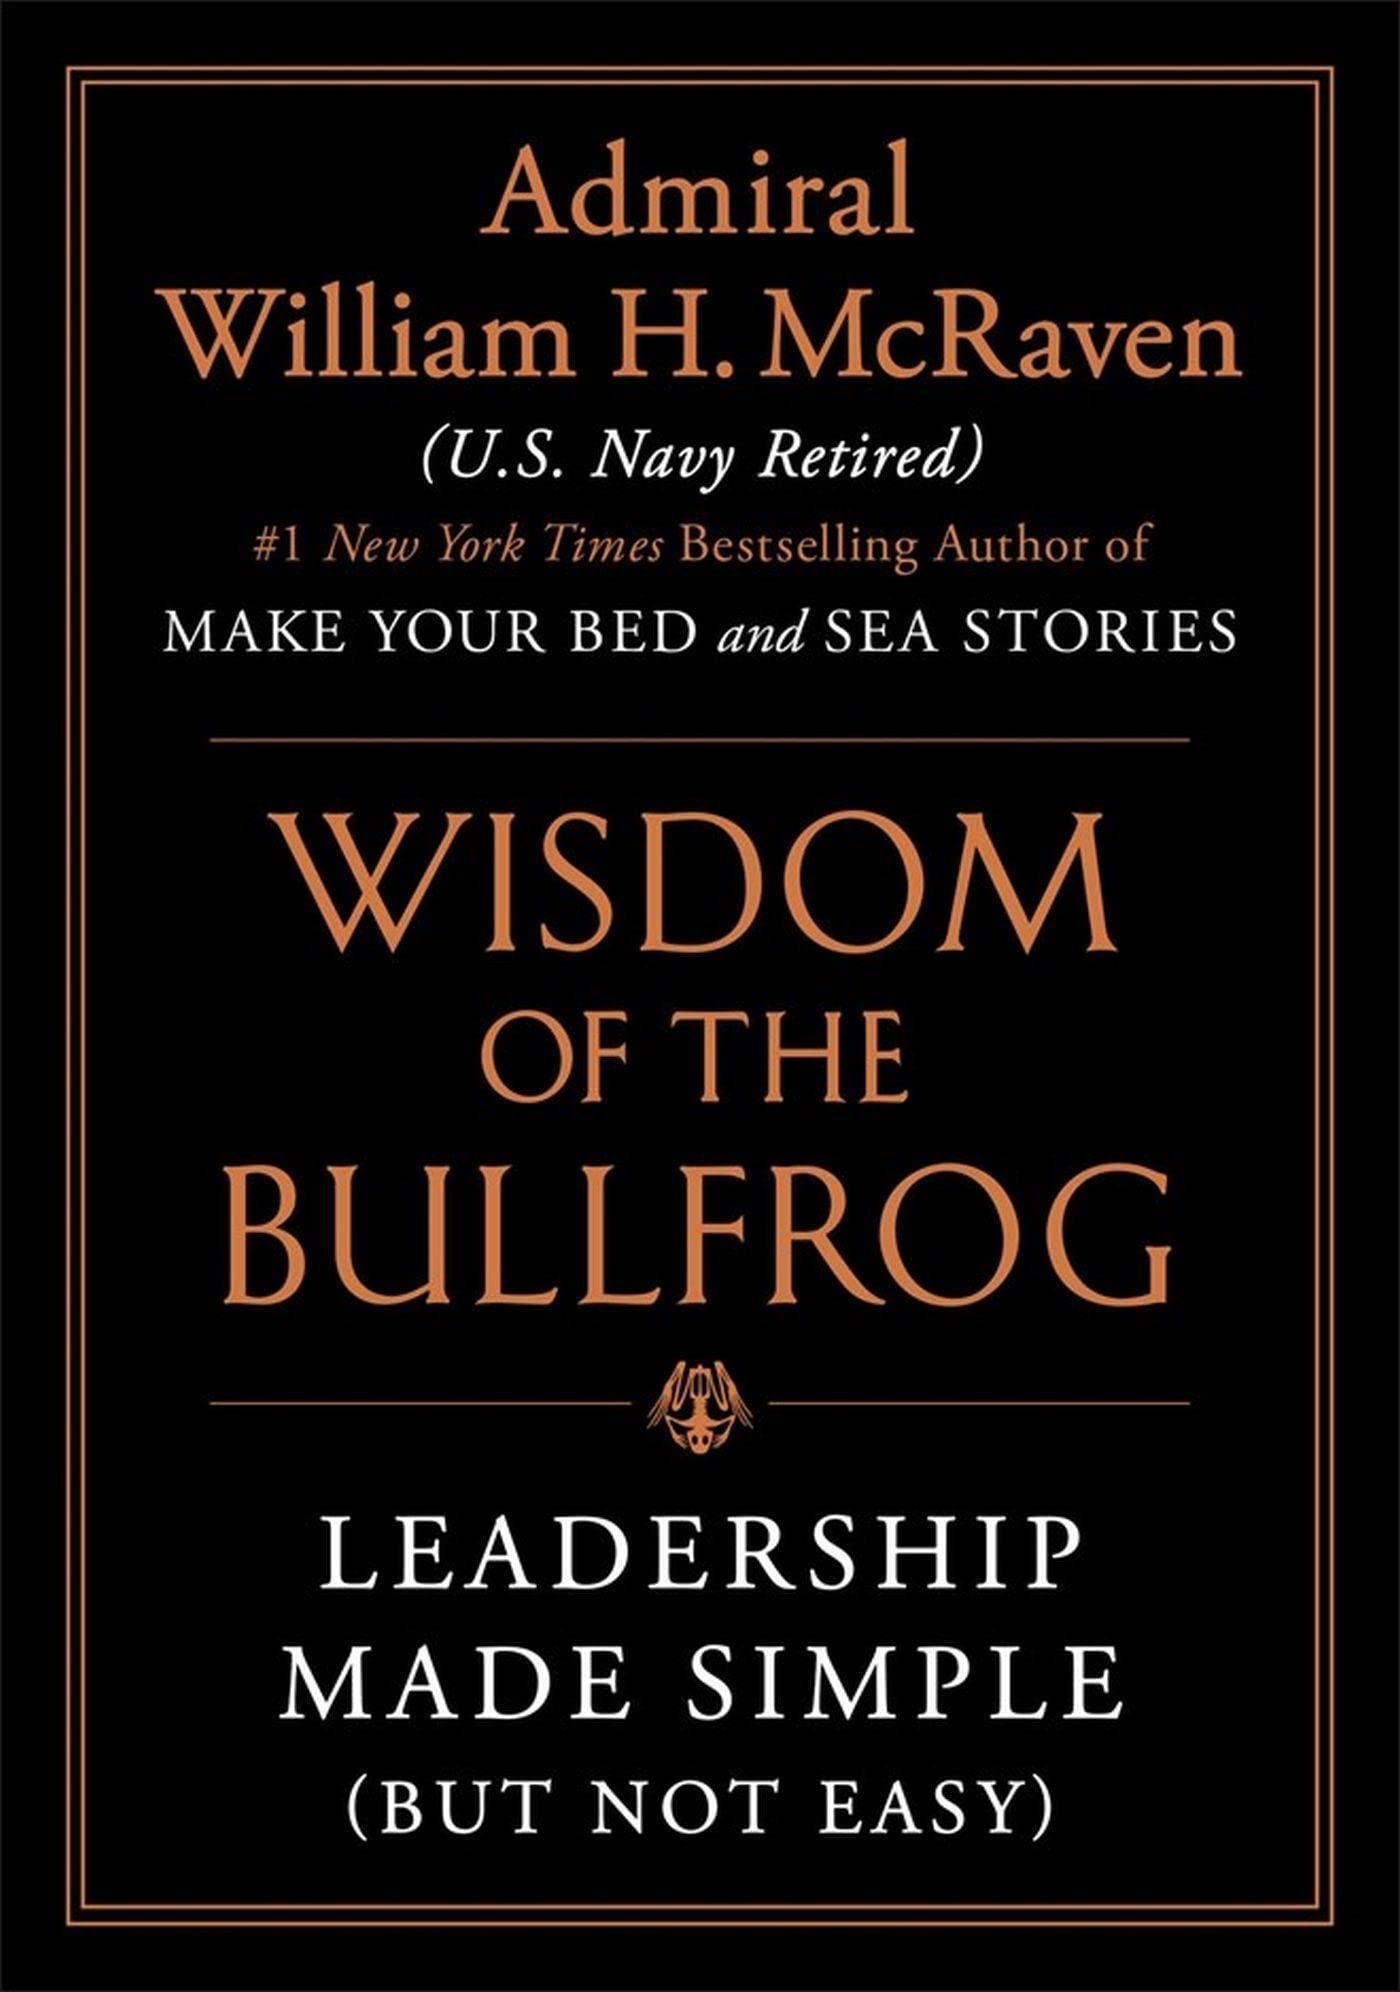 Admiral
William H. McRaven
(U.S. Navy Retired)
#1 New York Times Bestselling Author of
MAKE YOUR BED and SEA STORIES
WISDOM
OF THE
BULLFROG
LEADERSHIP
MADE SIMPLE
(BUT NOT EASY)